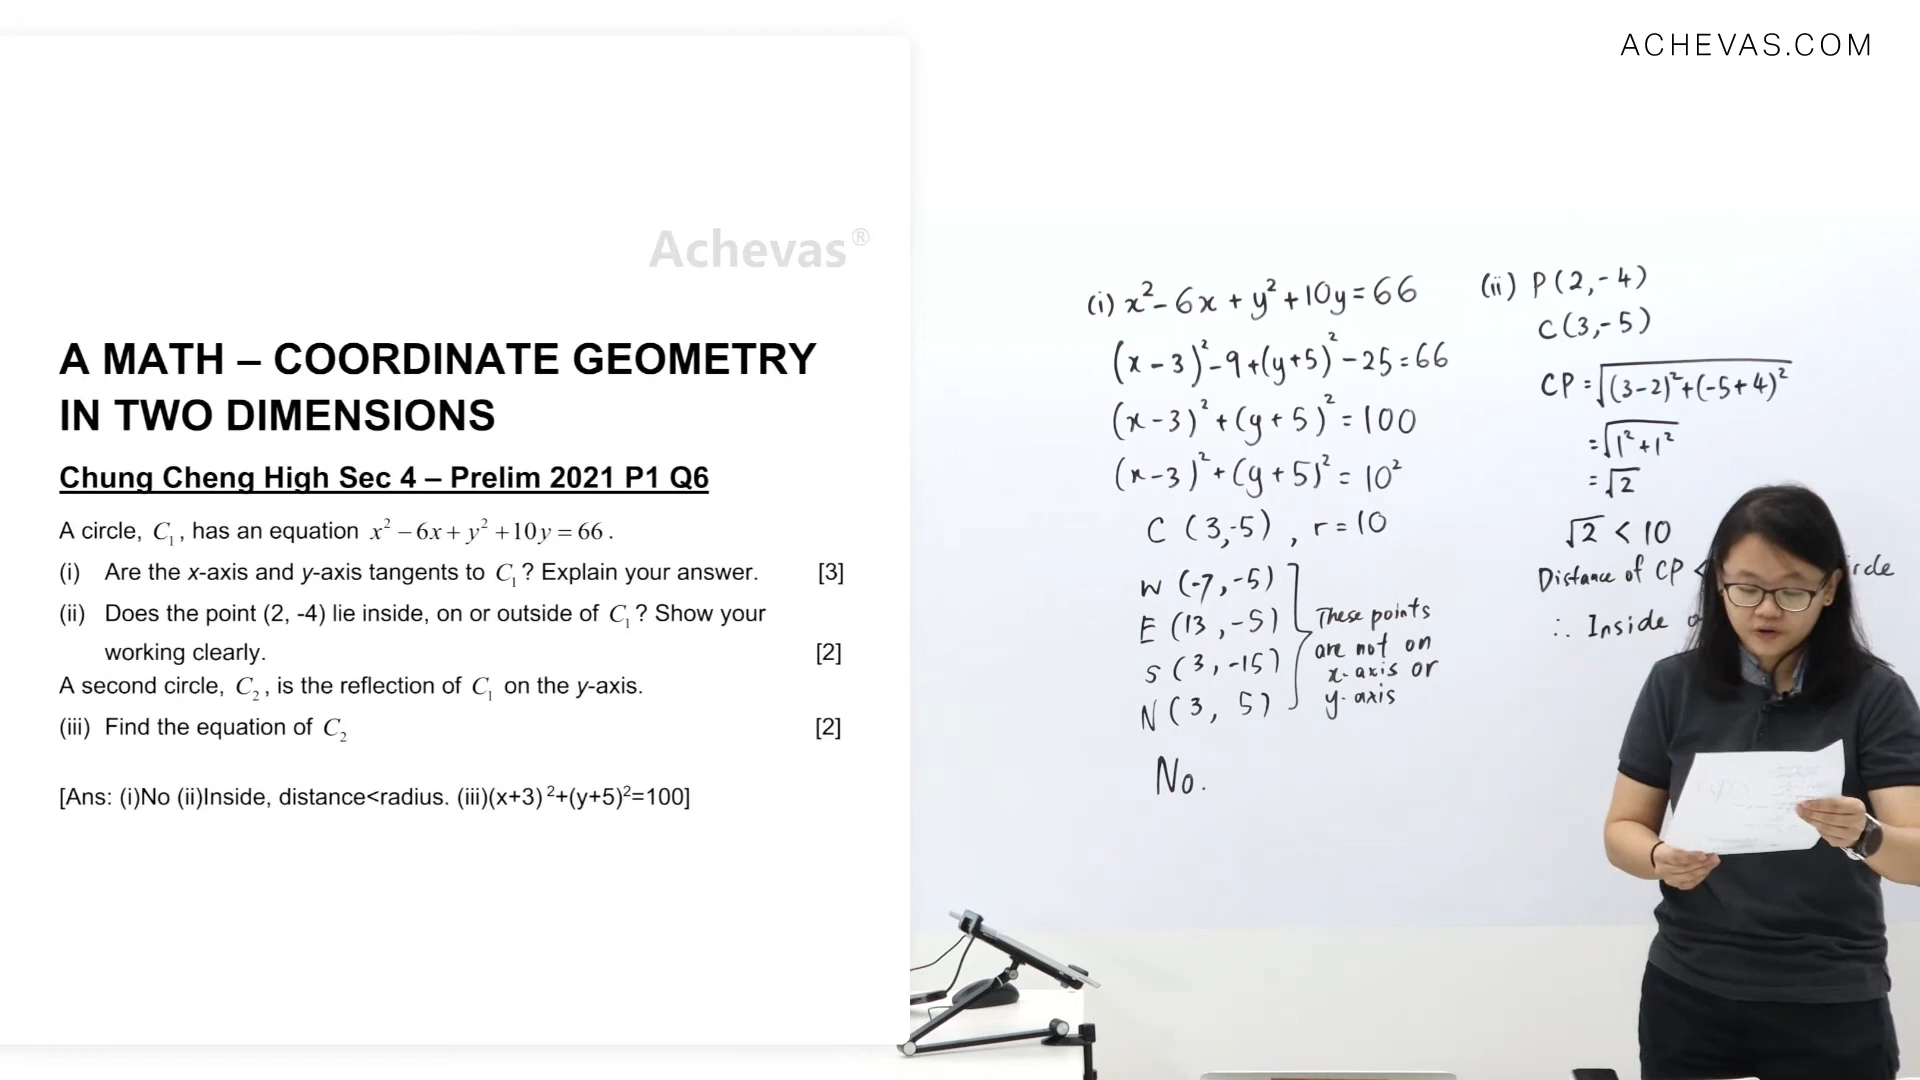 ACHEVAS.COM
Achevas®
A MATH – COORDINATE GEOMETRY
IN TWO DIMENSIONS
Chung Cheng High Sec 4 – Prelim 2021 P1 Q6
A circle, C₁, has an equation x² − 6x + y² + 10y = 66.
(i) Are the x-axis and y-axis tangents to C₁? Explain your answer. [3]
(ii) Does the point (2, -4) lie inside, on or outside of C₁? Show your
working clearly. [2]
A second circle, C₂, is the reflection of C₁ on the y-axis.
(iii) Find the equation of C₂ [2]
[Ans: (i)No (ii)Inside, distance<radius. (iii)(x+3)²+(y+5)²=100]
(i) x² - 6x + y² + 10y = 66
(x - 3)² - 9 + (y+5)² - 25 = 66
(x - 3)² + (y + 5)² = 100
(x - 3)² + (y + 5)² = 10²
C (3,-5), r = 10
W (-7, -5)
E (13, -5)
S (3, -15)
N (3, 5)
These points
are not on
x-axis or
y-axis
No.
(ii) P(2, -4)
C(3, -5)
CP = √(3-2)² + (-5+4)²
= √1² + 1²
= √2
√2 < 10
Distance of CP <
∴ Inside